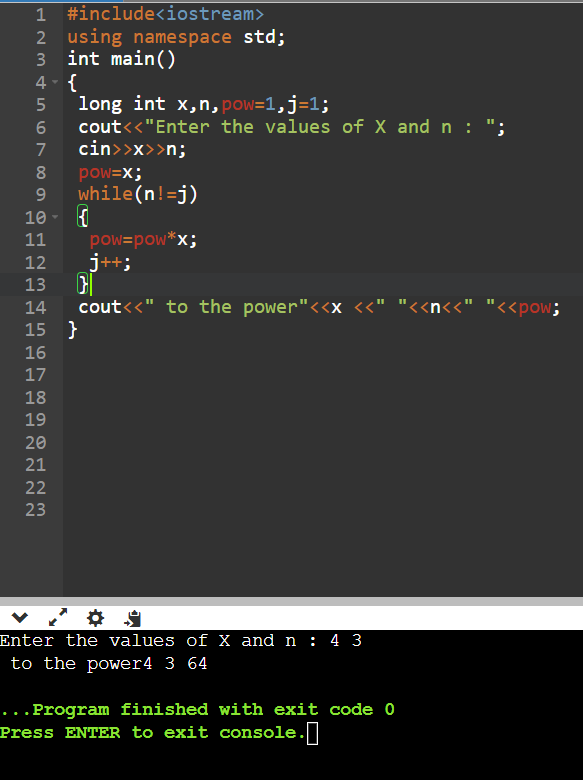 1 #include<iostream>
2 using namespace std;
3 int main()
4 {
5 long int x,n,pow=1,j=1;
6 cout<<"Enter the values of X and n : ";
7 cin>>x>>n;
8 pow=x;
9 while(n!=j)
10 {
11 pow=pow*x;
12 j++;
13 }
14 cout<<" to the power"<<x <<" "<<n<<" "<<pow;
15 }
16
17
18
19
20
21
22
23
Enter the values of X and n : 4 3
 to the power4 3 64
...Program finished with exit code 0
Press ENTER to exit console.